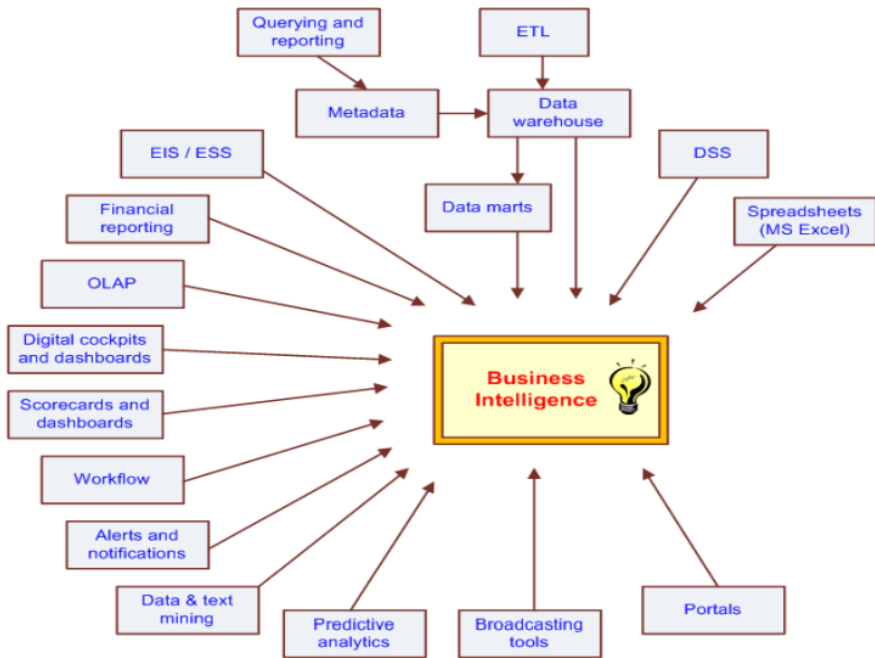 Querying and
reporting
ETL
Metadata
Data
warehouse
EIS / ESS
DSS
Data marts
Financial
reporting
Spreadsheets
(MS Excel)
OLAP
Digital cockpits
and dashboards
Business
Intelligence
Scorecards and
dashboards
Workflow
Alerts and
notifications
Data & text
mining
Predictive
analytics
Broadcasting
tools
Portals